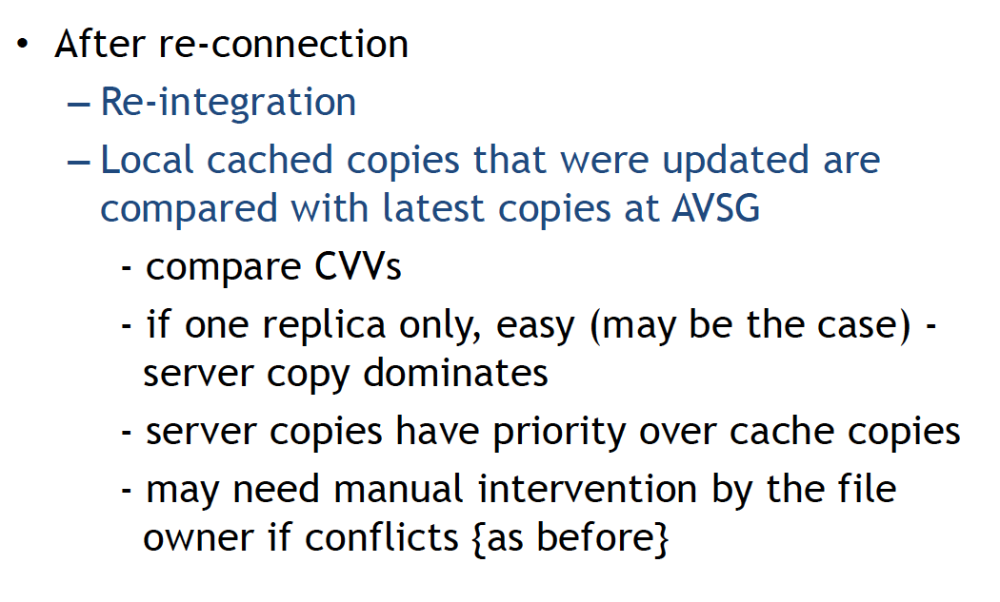 • After re-connection
– Re-integration
– Local cached copies that were updated are
compared with latest copies at AVSG
- compare CVVs
- if one replica only, easy (may be the case) -
server copy dominates
- server copies have priority over cache copies
- may need manual intervention by the file
owner if conflicts {as before}